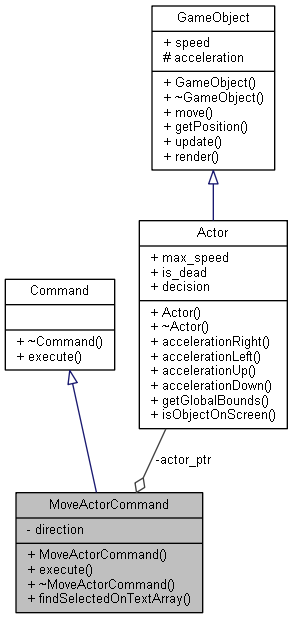 GameObject
+ speed
# acceleration
+ GameObject()
+ ~GameObject()
+ move()
+ getPosition()
+ update()
+ render()
Actor
+ max_speed
+ is_dead
+ decision
+ Actor()
+ ~Actor()
+ accelerationRight()
+ accelerationLeft()
+ accelerationUp()
+ accelerationDown()
+ getGlobalBounds()
+ isObjectOnScreen()
Command
+ ~Command()
+ execute()
-actor_ptr
MoveActorCommand
- direction
+ MoveActorCommand()
+ execute()
+ ~MoveActorCommand()
+ findSelectedOnTextArray()